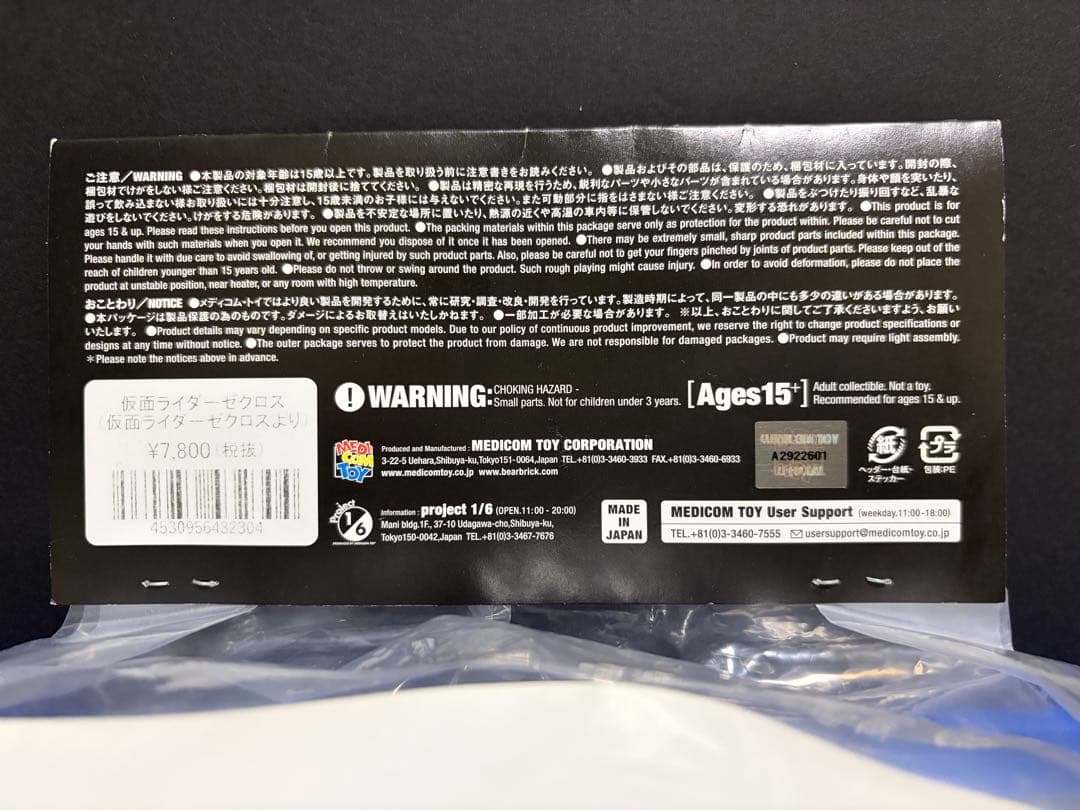 ご注意／WARNING ●本製品の対象年齢は15歳以上です。製品を取り扱う前に注意書きをお読みください。 ●製品およびその部品は、保護のため、梱包材に入っています。開封の際、
梱包材でけがをしない様ご注意ください。梱包材は開封後に捨ててください。 ●製品は精密な再現を行うため、鋭利なパーツや小さなパーツが含まれている場合があります。身体や顔を突いたり、
誤って飲み込まない様お取り扱いには十分注意し、15歳未満のお子様には与えないでください。また可動部分に指をはさまない様ご注意ください。 ●製品をぶつけたり振り回すなど、乱暴な
遊びをしないでください。けがをする危険があります。 ●製品を不安定な場所に置いたり、熱源の近くや高温の車内等に保管しないでください。変形する恐れがあります。 ●This product is for
ages 15 & up. Please read these instructions before you open this product. ●The packing materials within this package serve only as protection for the product within. Please be careful not to cut
your hands with such materials when you open it. We recommend you dispose of it once it has been opened. ●There may be extremely small, sharp product parts included within this package.
Please handle it with due care to avoid swallowing of, or getting injured by such product parts. Also, please be careful not to get your fingers pinched by joints of product parts. Please keep out of the
reach of children younger than 15 years old. ●Please do not throw or swing around the product. Such rough playing might cause injury. ●In order to avoid deformation, please do not place the
product at unstable position, near heater, or any room with high temperature.
おことわり／NOTICE ●メディコム・トイではより良い製品を開発するために、常に研究・調査・改良・開発を行っています。製造時期によって、同一製品の中にも多少の違いがある場合があります。
●本パッケージは製品保護の為のものです。ダメージによるお取替えはいたしかねます。 ●一部加工が必要な場合があります。 ※以上、おことわりに関してご了承くださいますよう、お願い
いたします。 ●Product details may vary depending on specific product models. Due to our policy of continuous product improvement, we reserve the right to change product specifications or
designs at any time without notice. ●The outer package serves to protect the product from damage. We are not responsible for damaged packages. ●Product may require light assembly.
＊Please note the notices above in advance.
仮面ライダーゼクロス
(仮面ライダーゼクロスより)
¥7,800(税抜)
4530956432304
WARNING: CHOKING HAZARD -
Small parts. Not for children under 3 years.
[Ages15+]
Adult collectible. Not a toy.
Recommended for ages 15 & up.
MEDI
COM
TOY
Produced and Manufactured : MEDICOM TOY CORPORATION
3-22-5 Uehara,Shibuya-ku,Tokyo151-0064,Japan TEL.+81(0)3-3460-3933 FAX.+81(0)3-3460-6933
www.medicomtoy.co.jp www.bearbrick.com
A2922601
紙
ヘッダー・台紙・
ステッカー
プラ
包装:PE
Project
1/6
Information : project 1/6 (OPEN.11:00 - 20:00)
Mani bldg.1F., 37-10 Udagawa-cho,Shibuya-ku,
Tokyo150-0042,Japan TEL.+81(0)3-3467-7676
MADE
IN
JAPAN
MEDICOM TOY User Support (weekday.11:00-18:00)
TEL.+81(0)3-3460-7555 usersupport@medicomtoy.co.jp